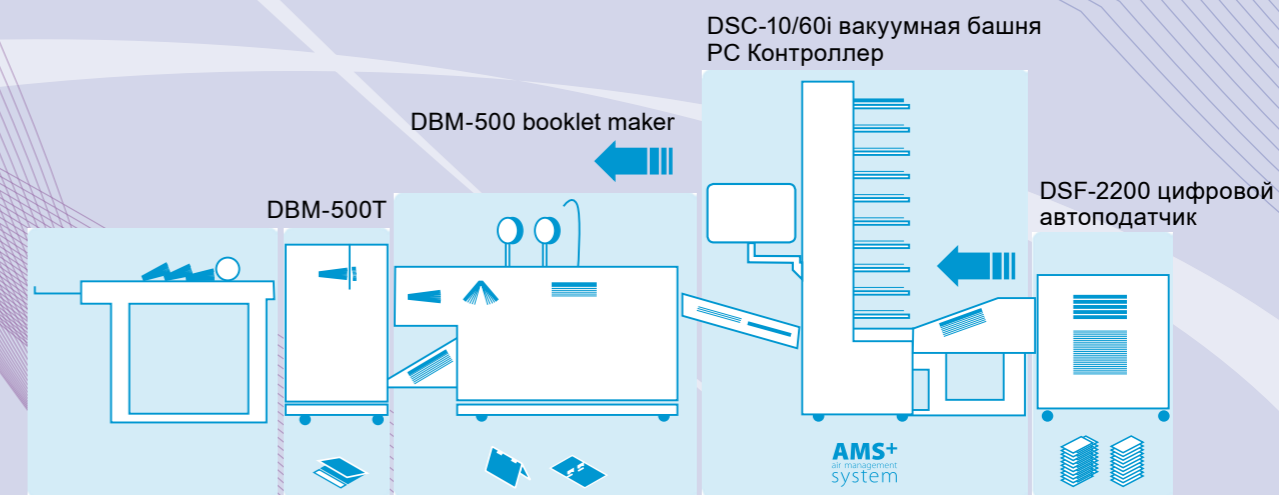 DSC-10/60i вакуумная башня
PC Контроллер
DBM-500 booklet maker
DSF-2200 цифровой
автоподатчик
DBM-500T
AMS+
air management
system